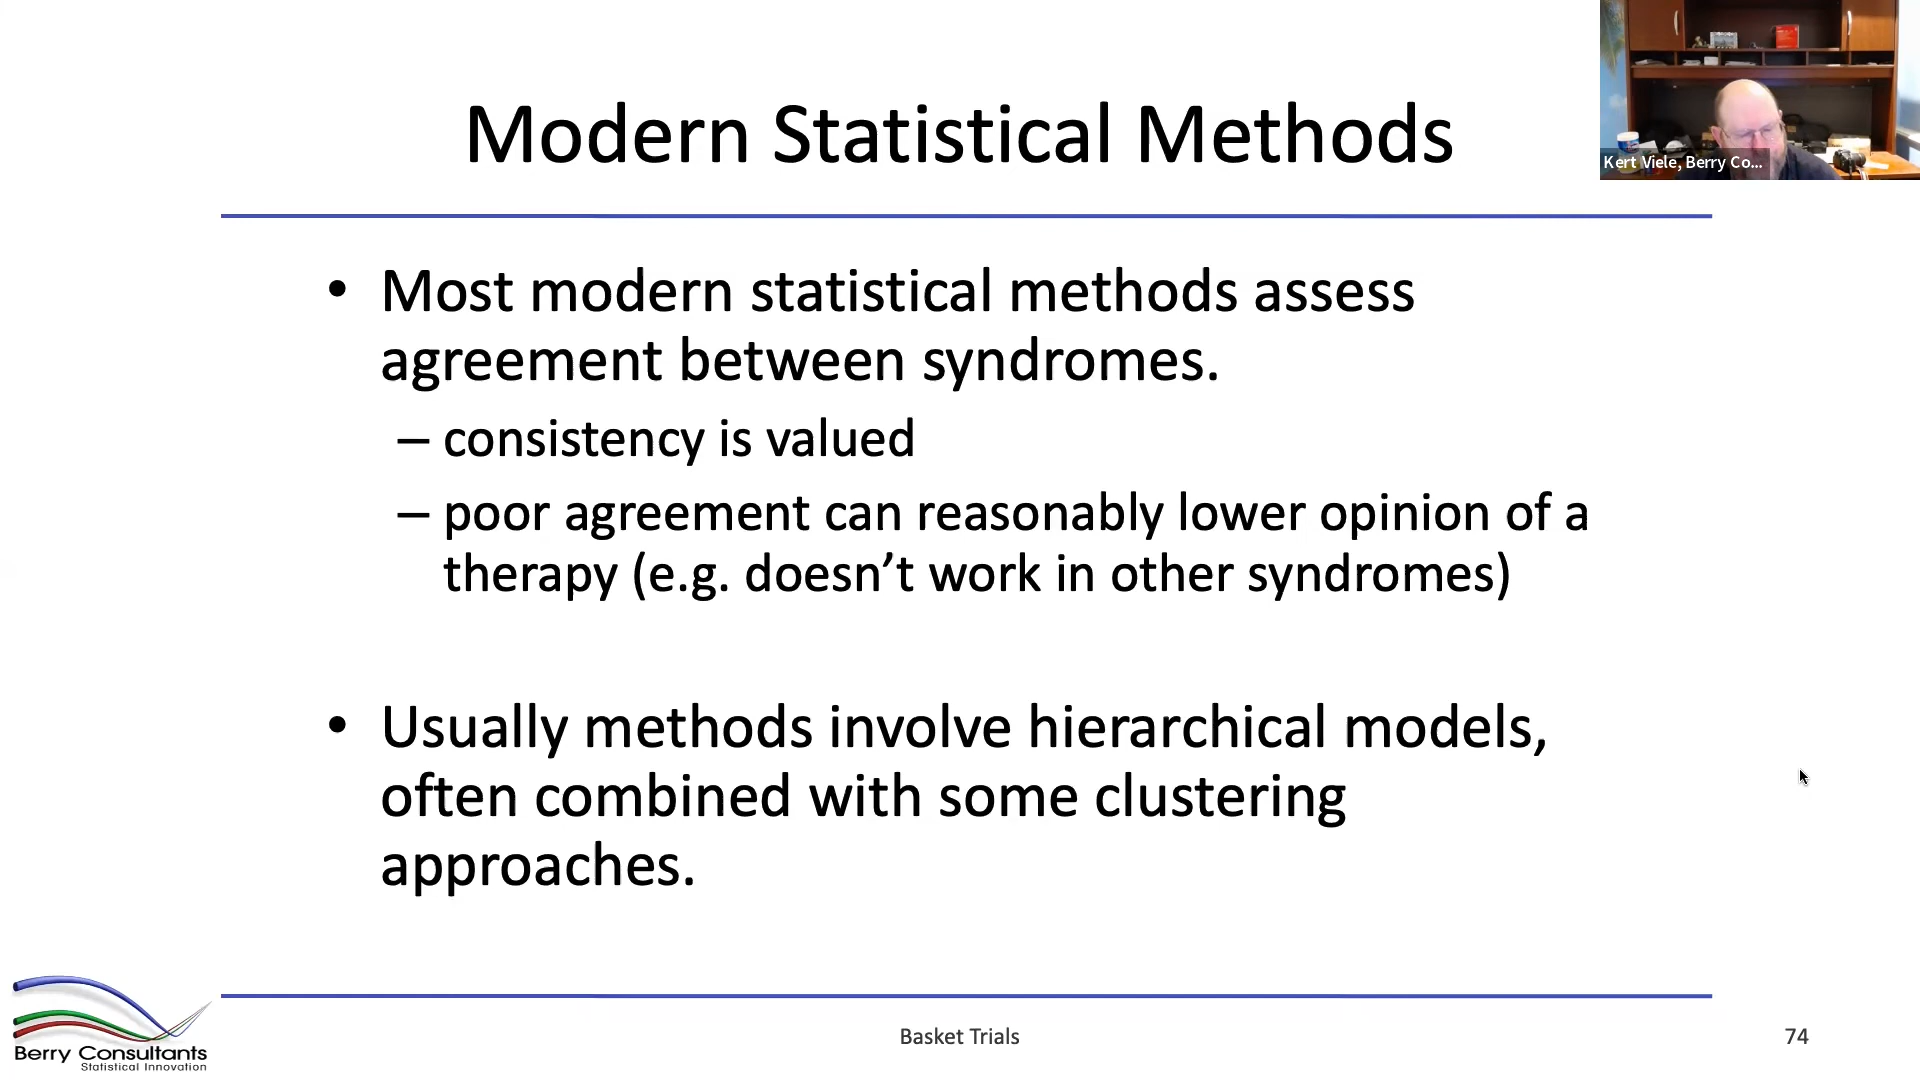 Modern Statistical Methods
Kert Viele, Berry Co...
• Most modern statistical methods assess
agreement between syndromes.
– consistency is valued
– poor agreement can reasonably lower opinion of a
therapy (e.g. doesn’t work in other syndromes)
• Usually methods involve hierarchical models,
often combined with some clustering
approaches.
Berry Consultants
Statistical Innovation
Basket Trials
74